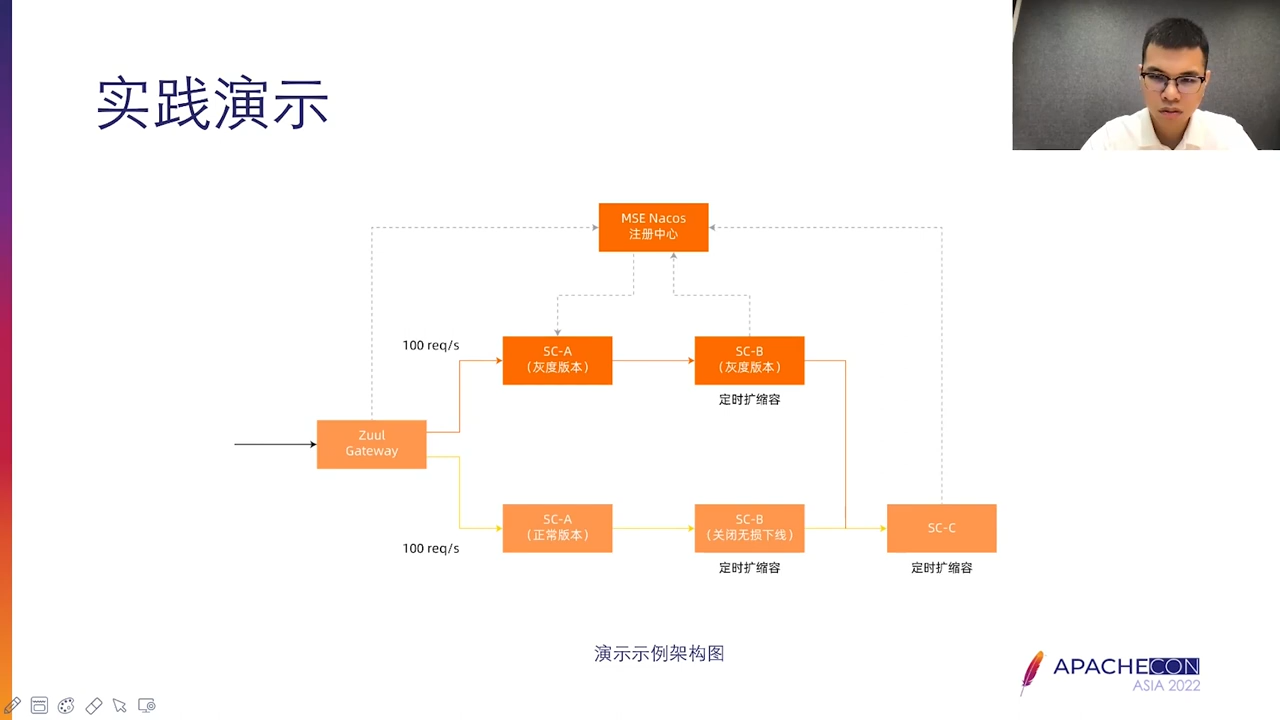 实践演示
MSE Nacos
注册中心
100 req/s
SC-A
（灰度版本）
SC-B
（灰度版本）
定时扩缩容
Zuul
Gateway
100 req/s
SC-A
（正常版本）
SC-B
（关闭无损下线）
定时扩缩容
SC-C
定时扩缩容
演示示例架构图
APACHECON
ASIA 2022